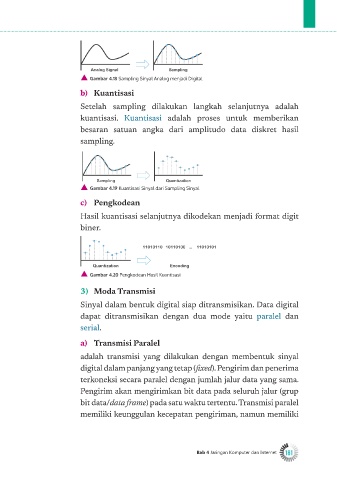 Analog Signal
Sampling
Gambar 4.18 Sampling Sinyal Analog menjadi Digital
b) Kuantisasi
Setelah sampling dilakukan langkah selanjutnya adalah
kuantisasi. Kuantisasi adalah proses untuk memberikan
besaran satuan angka dari amplitudo data diskret hasil
sampling.
Sampling
Quantization
Gambar 4.19 Kuantisasi Sinyal dari Sampling Sinyal
c) Pengkodean
Hasil kuantisasi selanjutnya dikodekan menjadi format digit
biner.
Quantization
Encoding
Gambar 4.20 Pengkodean Hasil Kuantisasi
3) Moda Transmisi
Sinyal dalam bentuk digital siap ditransmisikan. Data digital
dapat ditransmisikan dengan dua mode yaitu paralel dan
serial.
a) Transmisi Paralel
adalah transmisi yang dilakukan dengan membentuk sinyal
digital dalam panjang yang tetap (fixed). Pengirim dan penerima
terkoneksi secara paralel dengan jumlah jalur data yang sama.
Pengirim akan mengirimkan bit data pada seluruh jalur (grup
bit data/data frame) pada satu waktu tertentu. Transmisi paralel
memiliki keunggulan kecepatan pengiriman, namun memiliki
Bab 4 Jaringan Komputer dan Internet 181